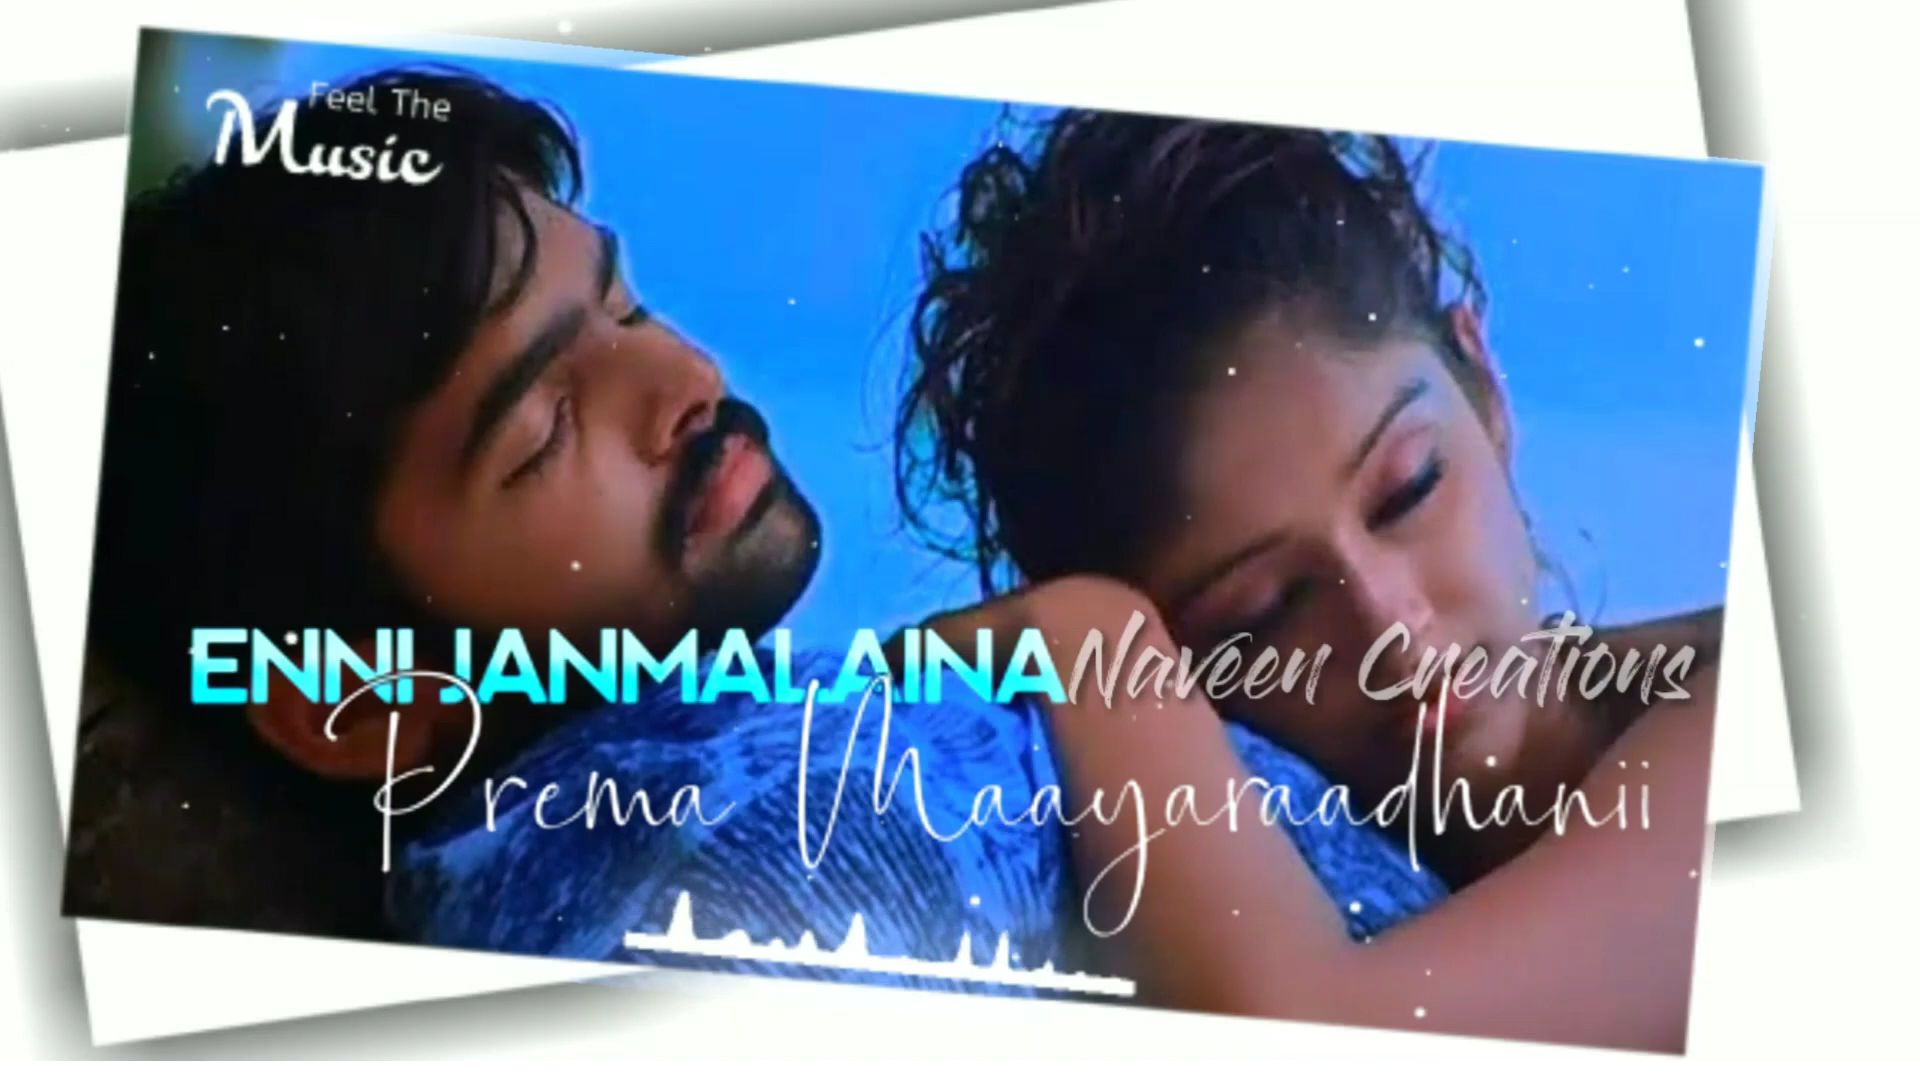 Feel The
Music
ENNI JANMALAINA
Naveen Creations
Prema Maayaraadhanii